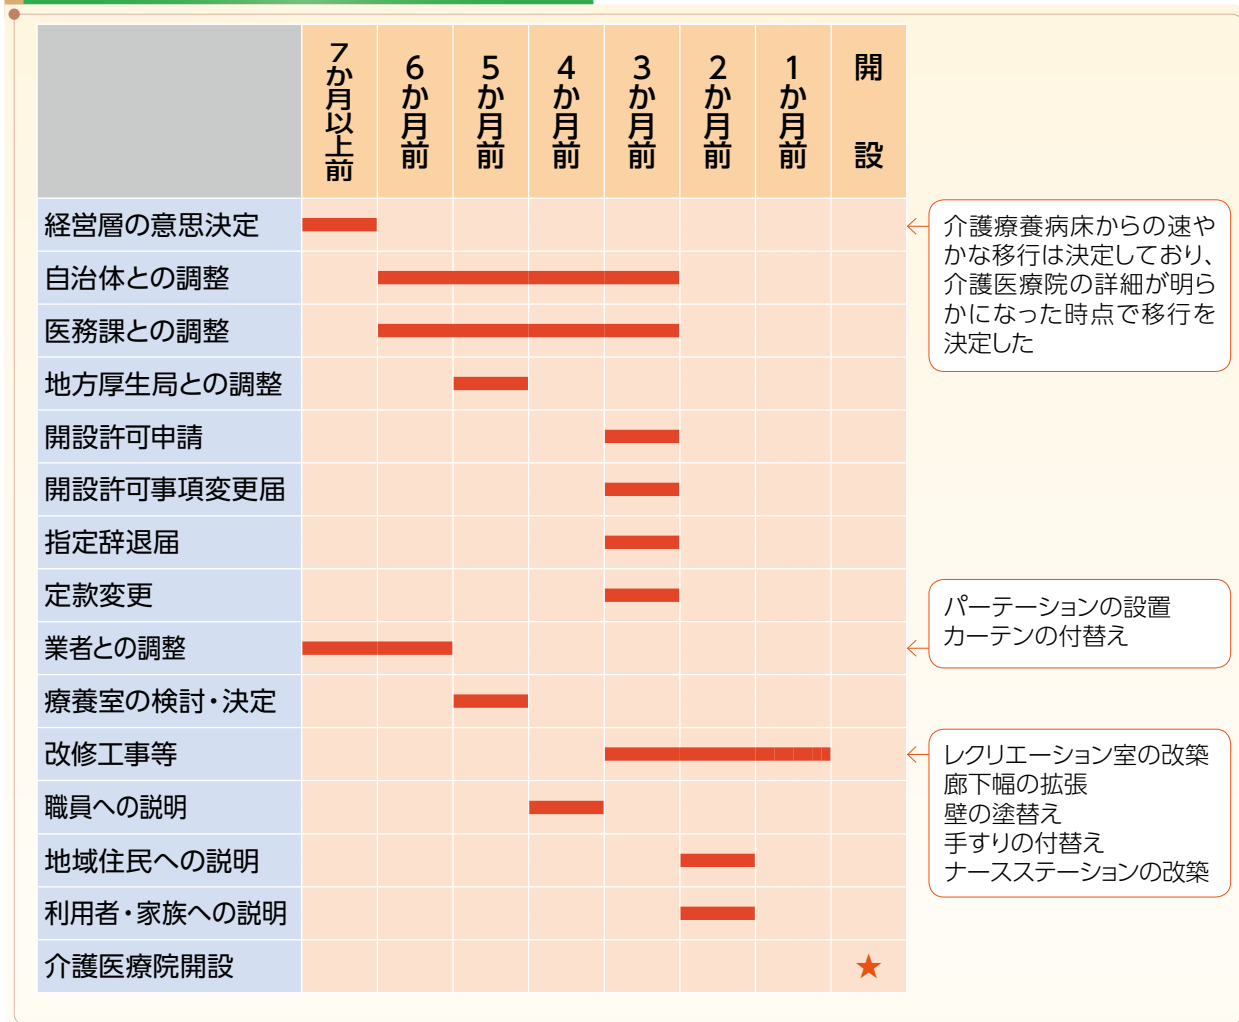 7か月以上前
6か月前
5か月前
4か月前
3か月前
2か月前
1か月前
開設
経営層の意思決定
介護療養病床からの速や
かな移行は決定しており、
介護医療院の詳細が明ら
かになった時点で移行を
決定した
自治体との調整
医務課との調整
地方厚生局との調整
開設許可申請
開設許可事項変更届
指定辞退届
定款変更
業者との調整
パーテーションの設置
カーテンの付替え
療養室の検討・決定
改修工事等
レクリエーション室の改築
廊下幅の拡張
壁の塗替え
手すりの付替え
ナースステーションの改築
職員への説明
地域住民への説明
利用者・家族への説明
介護医療院開設
★